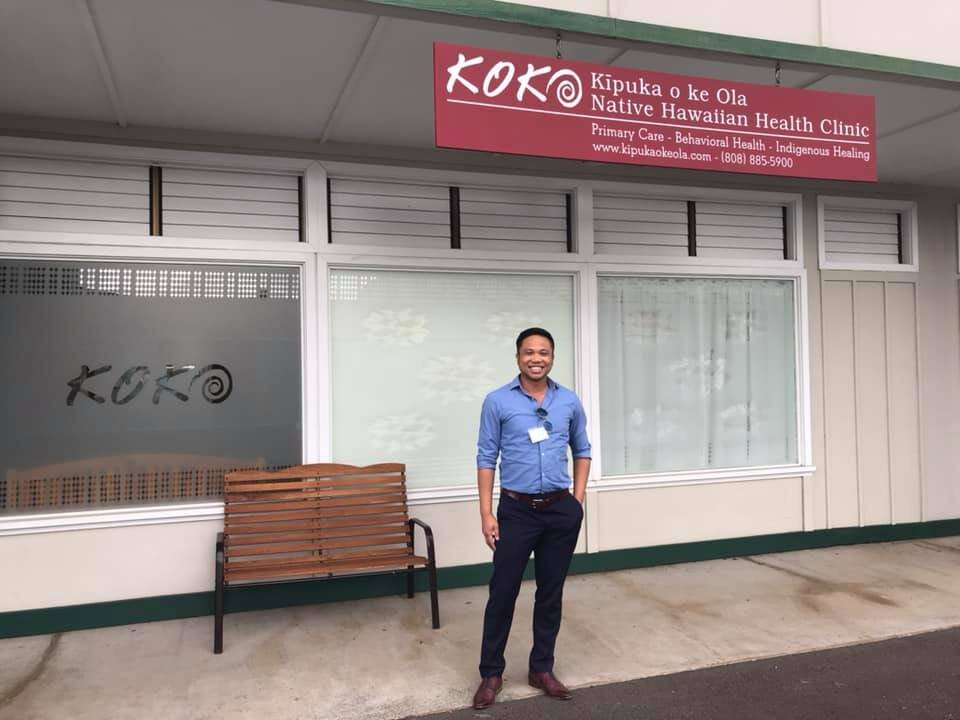 KOKO
Kīpuka o ke Ola
Native Hawaiian Health Clinic
Primary Care - Behavioral Health - Indigenous Healing
www.kipukaokeola.com - (808) 885-5900
KOKO